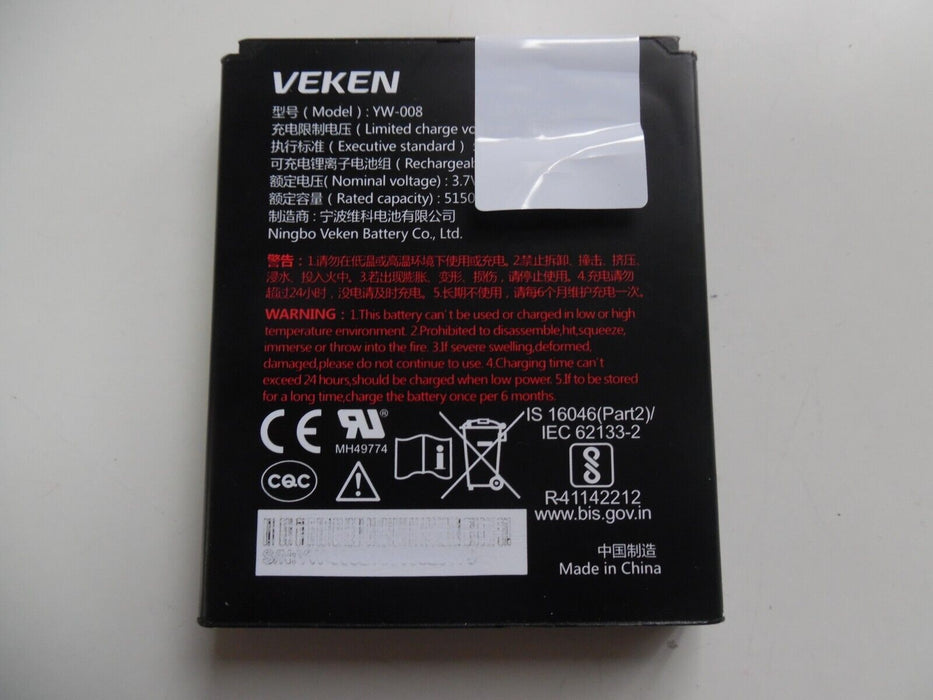 VEKEN
型号 ( Model ) : YW-008
充电限制电压 ( Limited charge
执行标准 ( Executive standard )
可充电锂离子电池组 (
额定电压( Nominal voltage) : 3.7V
额定容量 ( Rated capacity) : 5150
制造商 : 宁波维科电池有限公司
Ningbo Veken Battery Co., Ltd.
警告 : 1.请勿在低温或高温环境下使用或充电。2.禁止拆卸、撞击、挤压、
浸水、投入火中。3.若出现膨胀、变形、损伤，请停止使用。4.充电请勿
超过24小时，没电请及时充电。5.长期不使用，请每6个月维护充电一次。
WARNING : 1.This battery can't be used or charged in low or high
temperature environment. 2.Prohibited to disassemble,hit,squeeze,
immerse or throw into the fire. 3.If severe swelling,deformed,
damaged,please do not continue to use. 4.Charging time can't
exceed 24 hours,should be charged when low power. 5.If to be stored
for a long time,charge the battery once per 6 months.
CE
MH49774
IS 16046(Part2)/
IEC 62133-2
CQC
R-41142212
www.bis.gov.in
中国制造
Made in China